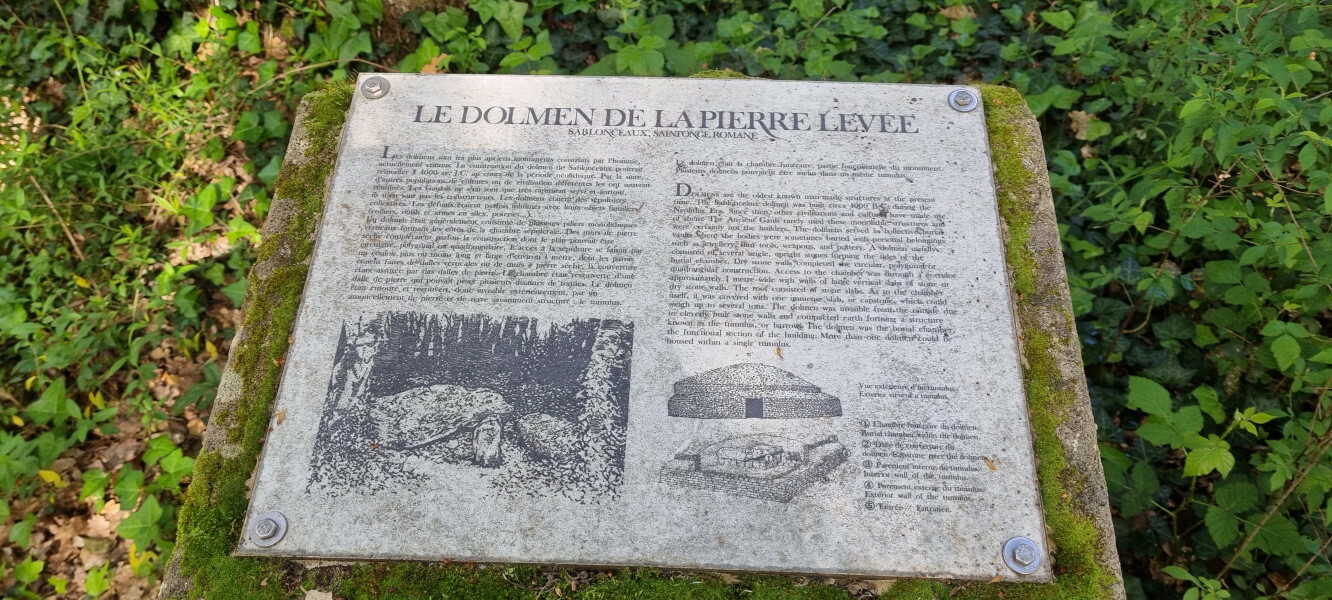 LE DOLMEN DE LA PIERRE LEVÉE
SABLONCEAUX, SAINTONGE ROMANE
Les dolmens sont les plus anciens monuments construits par l'homme,
actuellement connus. La construction du dolmen de Sablonceaux pourrait
remonter à 4000 av. J.C. au cours de la période néolithique. Par la suite,
d'autres populations de cultures ou de civilisation différentes les ont souvent
réutilisés. Les Gaulois ne s'en sont que très rarement servi et surtout,
ils n'en sont pas les constructeurs. Les dolmens étaient des sépultures
collectives. Les défunts étaient parfois inhumés avec leurs objets familiers
(colliers, outils et armes en silex, poteries...).
Un dolmen est, généralement, constitué de plusieurs piliers monolithiques
verticaux formant les côtés de la chambre sépulcrale. Des murs de pierre
sèche complétaient parfois la construction dont le plan pouvait être
circulaire, polygonal ou quadrangulaire. L'accès à la sépulture se faisait par
un couloir, plus ou moins long et large d'environ 1 mètre, dont les parois
étaient faites de dalles verticales ou de murs à pierre sèche, la couverture
étant assurée par des dalles de pierre. La chambre était recouverte d'une
dalle de pierre qui pouvait peser plusieurs dizaines de tonnes. Le dolmen
était couvert, et repéré, donc invisible extérieurement, par un
amoncellement de pierre et de terre savamment structuré : le tumulus.
Le dolmen était la chambre funéraire, partie fonctionnelle du monument.
Plusieurs dolmens pouvaient être inclus dans un même tumulus.
Dolmens are the oldest known man-made structures at the present
time. The Sablonceaux dolmen was built circa 4000 B.C. during the
Neolithic Era. Since then, other civilisations and cultures have made use
of them. The Ancient Gauls rarely used these monuments and
were certainly not the builders. The dolmens served as collective burial
vaults where the bodies were sometimes buried with personal belongings
such as jewellery, flint tools, weapons, and pottery. A dolmen usually
consisted of several, single, upright stones forming the sides of the
burial chamber. Dry stone walls completed the circular, polygonal or
quadrangular construction. Access to the chamber was through a corridor
approximately 1 metre wide with walls of large vertical slabs of stone or
dry stone walls. The roof consisted of stone slabs. As to the chamber
itself, it was covered with one immense slab, or capstone, which could
weigh up to several tons. The dolmen was invisible from the outside due
to cleverly built stone walls and compacted earth forming a structure
known as the tumulus, or barrow. The dolmen was the burial chamber,
the functional section of the building. More than one dolmen could be
housed within a single tumulus.
Vue extérieure d'un tumulus.
Exterior view of a tumulus.
① Chambre funéraire du dolmen.
Burial chamber within the dolmen.
② Dalle de couverture du
dolmen. Capstone over the dolmen.
③ Parement interne du tumulus.
Interior wall of the tumulus.
④ Parement externe du tumulus.
Exterior wall of the tumulus.
⑤ Entrée Entrance.